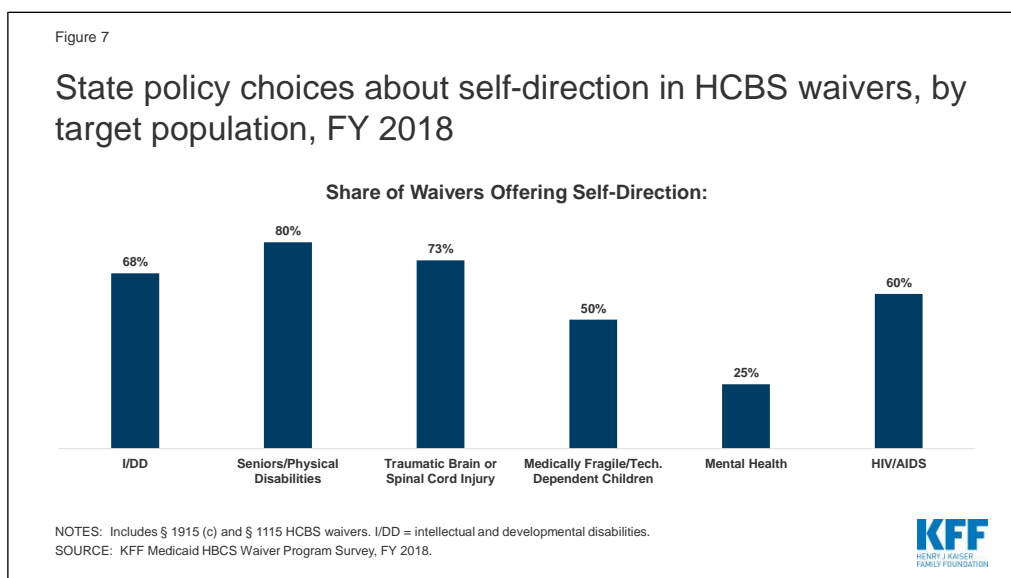 Figure 7
State policy choices about self-direction in HCBS waivers, by
target population, FY 2018
Share of Waivers Offering Self-Direction:
68%
80%
73%
50%
25%
60%
I/DD
Seniors/Physical
Disabilities
Traumatic Brain or
Spinal Cord Injury
Medically Fragile/Tech.
Dependent Children
Mental Health
HIV/AIDS
NOTES: Includes § 1915 (c) and § 1115 HCBS waivers. I/DD = intellectual and developmental disabilities.
SOURCE: KFF Medicaid HBCS Waiver Program Survey, FY 2018.
KFF
HENRY J KAISER
FAMILY FOUNDATION